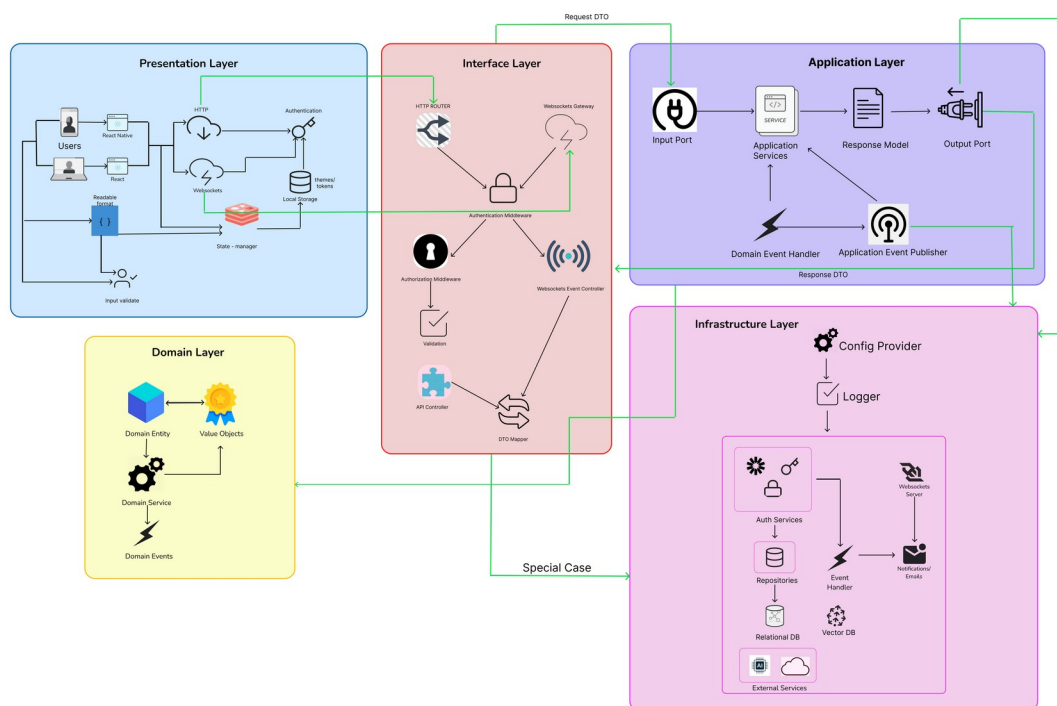 Request DTO
Presentation Layer
HTTP
Authentication
React Native
Users
React
Websockets
themes/
tokens
Local Storage
Readable
format
{ }
State - manager
Input validate
Interface Layer
HTTP ROUTER
Websockets Gateway
Authentication Middleware
Authorization Middleware
Websockets Event Controller
Validation
API Controller
DTO Mapper
Application Layer
SERVICE
Input Port
Application
Services
Response Model
Output Port
Domain Event Handler
Application Event Publisher
Response DTO
Domain Layer
Domain Entity
Value Objects
Domain Service
Domain Events
Special Case
Infrastructure Layer
Config Provider
Logger
Auth Services
Websockets
Server
Repositories
Event
Handler
Notifications/
Emails
Relational DB
Vector DB
AI
External Services